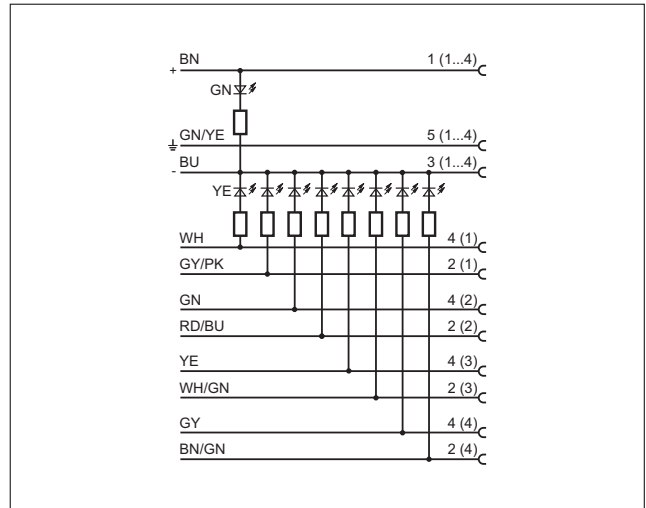 BN 1 (1...4)
+
GN
GN/YE 5 (1...4)
BU 3 (1...4)
-
YE
WH 4 (1)
GY/PK 2 (1)
GN 4 (2)
RD/BU 2 (2)
YE 4 (3)
WH/GN 2 (3)
GY 4 (4)
BN/GN 2 (4)